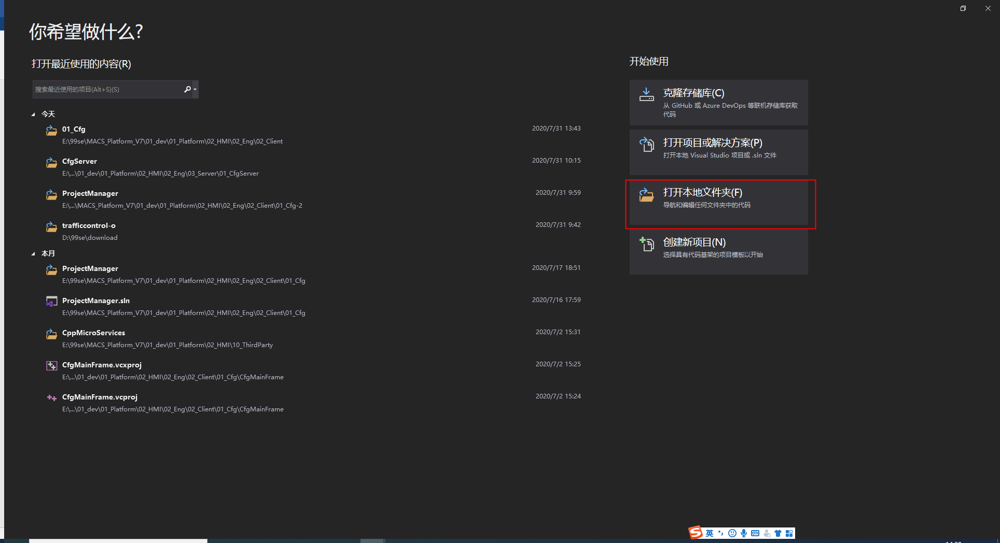 你希望做什么?
打开最近使用的内容(R)
搜索最近使用的项目(Alt+S)(S)
今天
01_Cfg
2020/7/31 13:43
E:\99se\MACS_Platform_V7\01_dev\01_Platform\02_HMI\02_Eng\02_Client
CfgServer
2020/7/31 10:15
E:\...\01_dev\01_Platform\02_HMI\02_Eng\03_Server\01_CfgServer
ProjectManager
2020/7/31 9:59
E:\...\MACS_Platform_V7\01_dev\01_Platform\02_HMI\02_Eng\02_Client\01_Cfg-2
trafficcontrol-o
2020/7/31 9:42
D:\99se\download
本月
ProjectManager
2020/7/17 18:51
E:\99se\MACS_Platform_V7\01_dev\01_Platform\02_HMI\02_Eng\02_Client\01_Cfg
ProjectManager.sln
2020/7/16 17:59
E:\99se\MACS_Platform_V7\01_dev\01_Platform\02_HMI\02_Eng\02_Client\01_Cfg
CppMicroServices
2020/7/2 15:31
E:\99se\MACS_Platform_V7\01_dev\01_Platform\02_HMI\10_ThirdParty
CfgMainFrame.vcxproj
2020/7/2 15:25
E:\...\01_dev\01_Platform\02_HMI\02_Eng\02_Client\01_Cfg\CfgMainFrame
CfgMainFrame.vcproj
2020/7/2 15:24
E:\...\01_dev\01_Platform\02_HMI\02_Eng\02_Client\01_Cfg\CfgMainFrame
开始使用
克隆存储库(C)
从 GitHub 或 Azure DevOps 等联机存储库获取
代码
打开项目或解决方案(P)
打开本地 Visual Studio 项目或 .sln 文件
打开本地文件夹(F)
导航和编辑任何文件夹中的代码
创建新项目(N)
选择具有代码基架的项目模板以开始
S 英